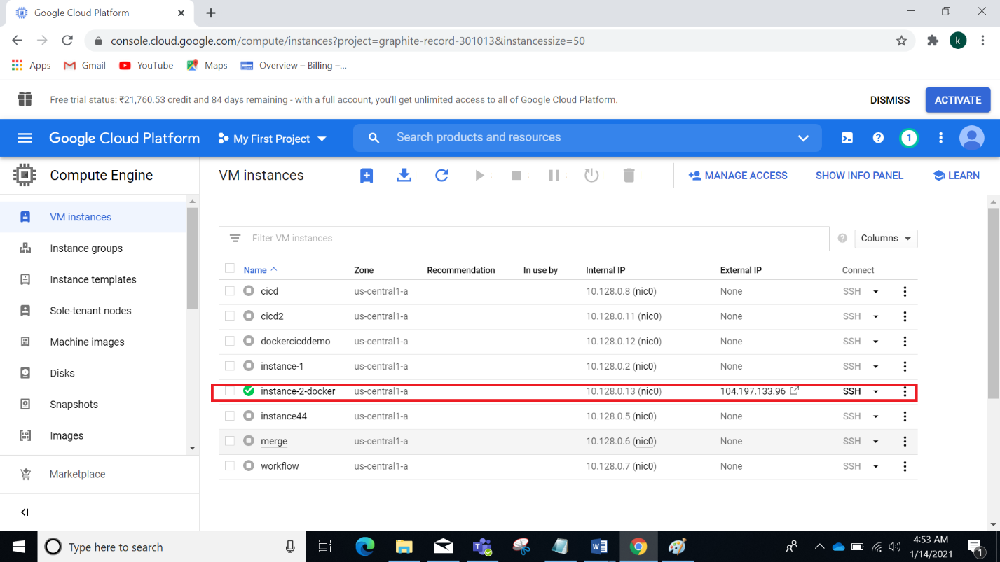 Google Cloud Platform
console.cloud.google.com/compute/instances?project=graphite-record-301013&instancessize=50
k
Apps Gmail YouTube Maps Overview – Billing –...
Free trial status: ₹21,760.53 credit and 84 days remaining - with a full account, you'll get unlimited access to all of Google Cloud Platform. DISMISS ACTIVATE
Google Cloud Platform My First Project Search products and resources 1
Compute Engine
VM instances MANAGE ACCESS SHOW INFO PANEL LEARN
VM instances
Instance groups
Instance templates
Sole-tenant nodes
Machine images
Disks
Snapshots
Images
Marketplace
Filter VM instances Columns
Name Zone Recommendation In use by Internal IP External IP Connect
cicd us-central1-a 10.128.0.8 (nic0) None SSH
cicd2 us-central1-a 10.128.0.11 (nic0) None SSH
dockercicddemo us-central1-a 10.128.0.12 (nic0) None SSH
instance-1 us-central1-a 10.128.0.2 (nic0) None SSH
instance-2-docker us-central1-a 10.128.0.13 (nic0) 104.197.133.96 SSH
instance44 us-central1-a 10.128.0.5 (nic0) None SSH
merge us-central1-a 10.128.0.6 (nic0) None SSH
workflow us-central1-a 10.128.0.7 (nic0) None SSH
Type here to search
4:53 AM
1/14/2021
1